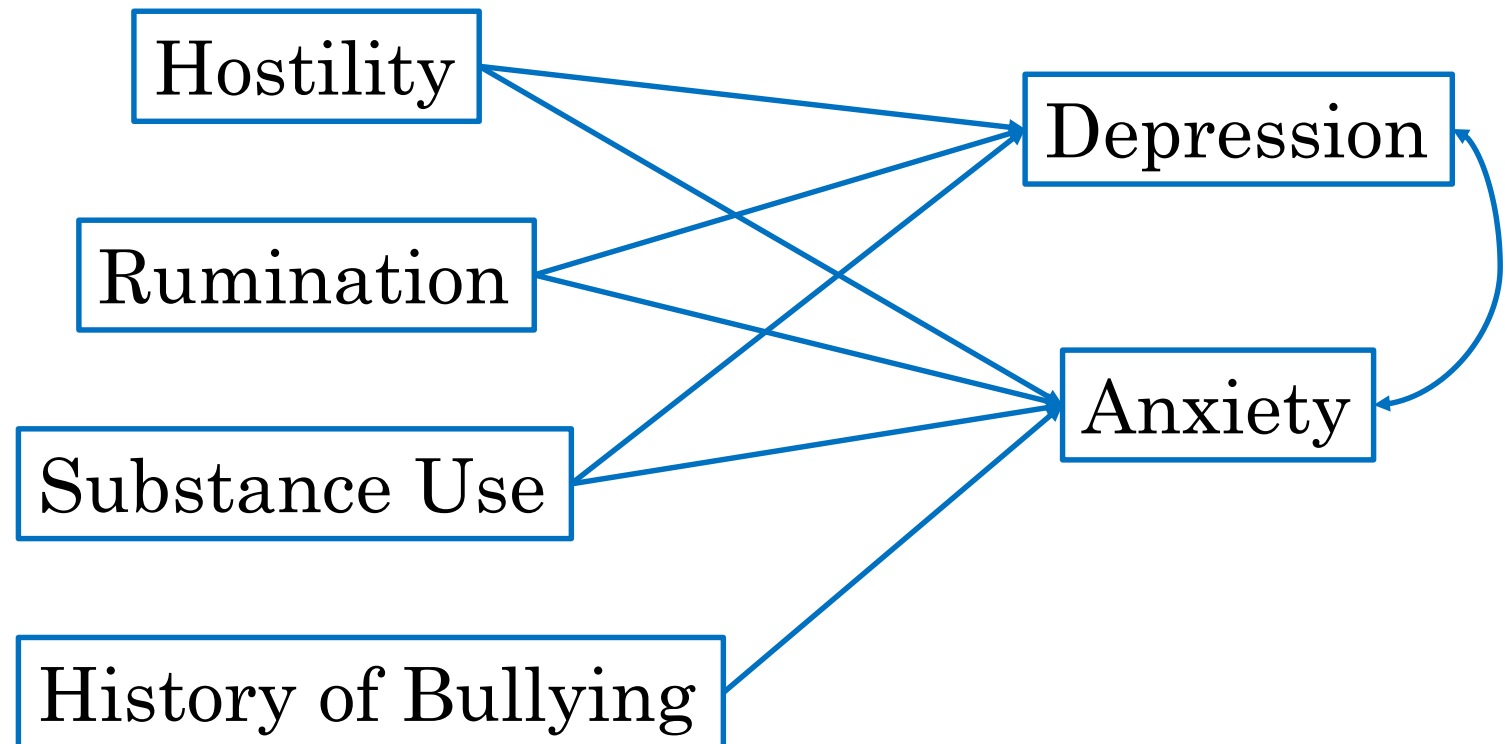 Hostility
Rumination
Substance Use
History of Bullying
Depression
Anxiety